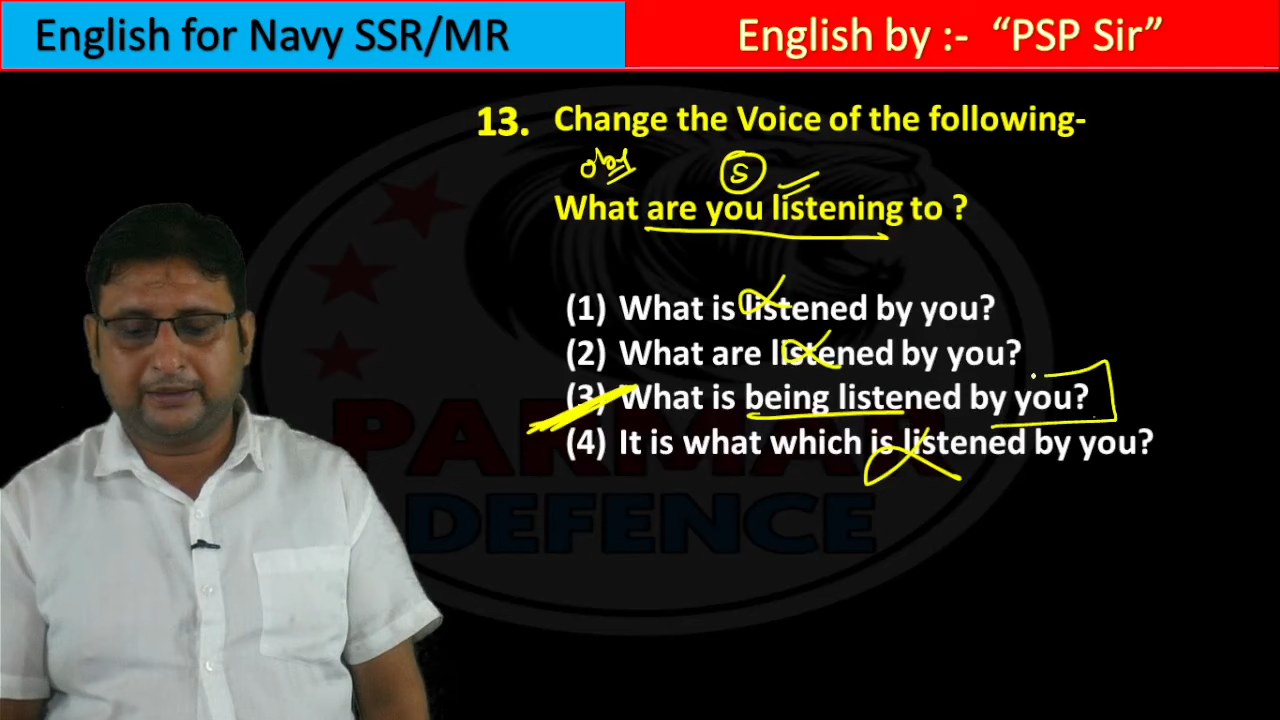 English for Navy SSR/MR
English by :- “PSP Sir”
13. Change the Voice of the following-
obj
S
What are you listening to ?
(1) What is listened by you?
(2) What are listened by you?
(3) What is being listened by you?
(4) It is what which is listened by you?
PARMAR
DEFENCE